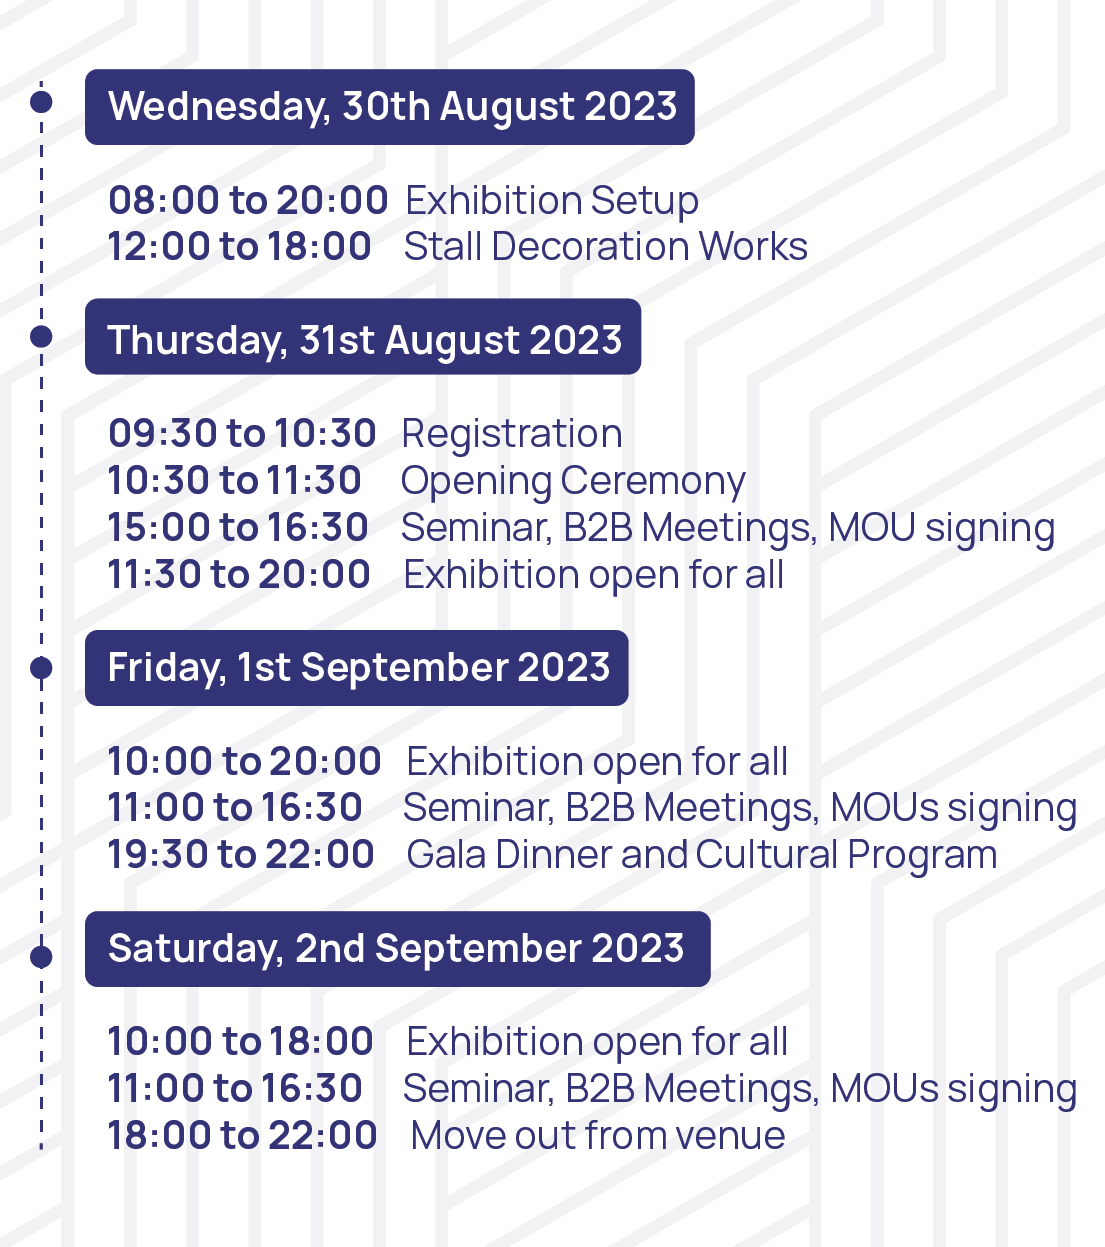 Wednesday, 30th August 2023
08:00 to 20:00 Exhibition Setup
12:00 to 18:00 Stall Decoration Works
Thursday, 31st August 2023
09:30 to 10:30 Registration
10:30 to 11:30 Opening Ceremony
15:00 to 16:30 Seminar, B2B Meetings, MOU signing
11:30 to 20:00 Exhibition open for all
Friday, 1st September 2023
10:00 to 20:00 Exhibition open for all
11:00 to 16:30 Seminar, B2B Meetings, MOUs signing
19:30 to 22:00 Gala Dinner and Cultural Program
Saturday, 2nd September 2023
10:00 to 18:00 Exhibition open for all
11:00 to 16:30 Seminar, B2B Meetings, MOUs signing
18:00 to 22:00 Move out from venue